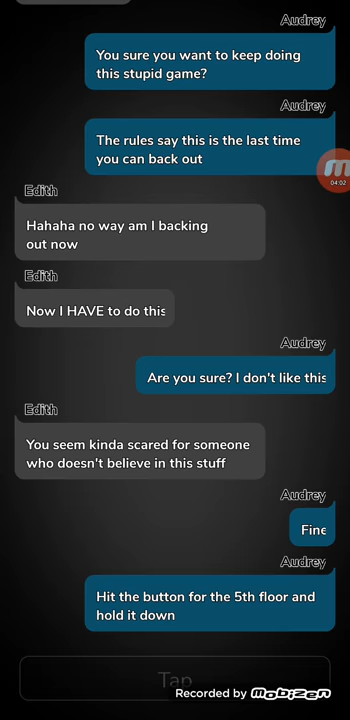 Audrey
You sure you want to keep doing
this stupid game?
Audrey
The rules say this is the last time
you can back out
04:02
Edith
Hahaha no way am I backing
out now
Edith
Now I HAVE to do this
Audrey
Are you sure? I don't like this
Edith
You seem kinda scared for someone
who doesn't believe in this stuff
Audrey
Fine
Audrey
Hit the button for the 5th floor and
hold it down
Tap
Recorded by mobizen